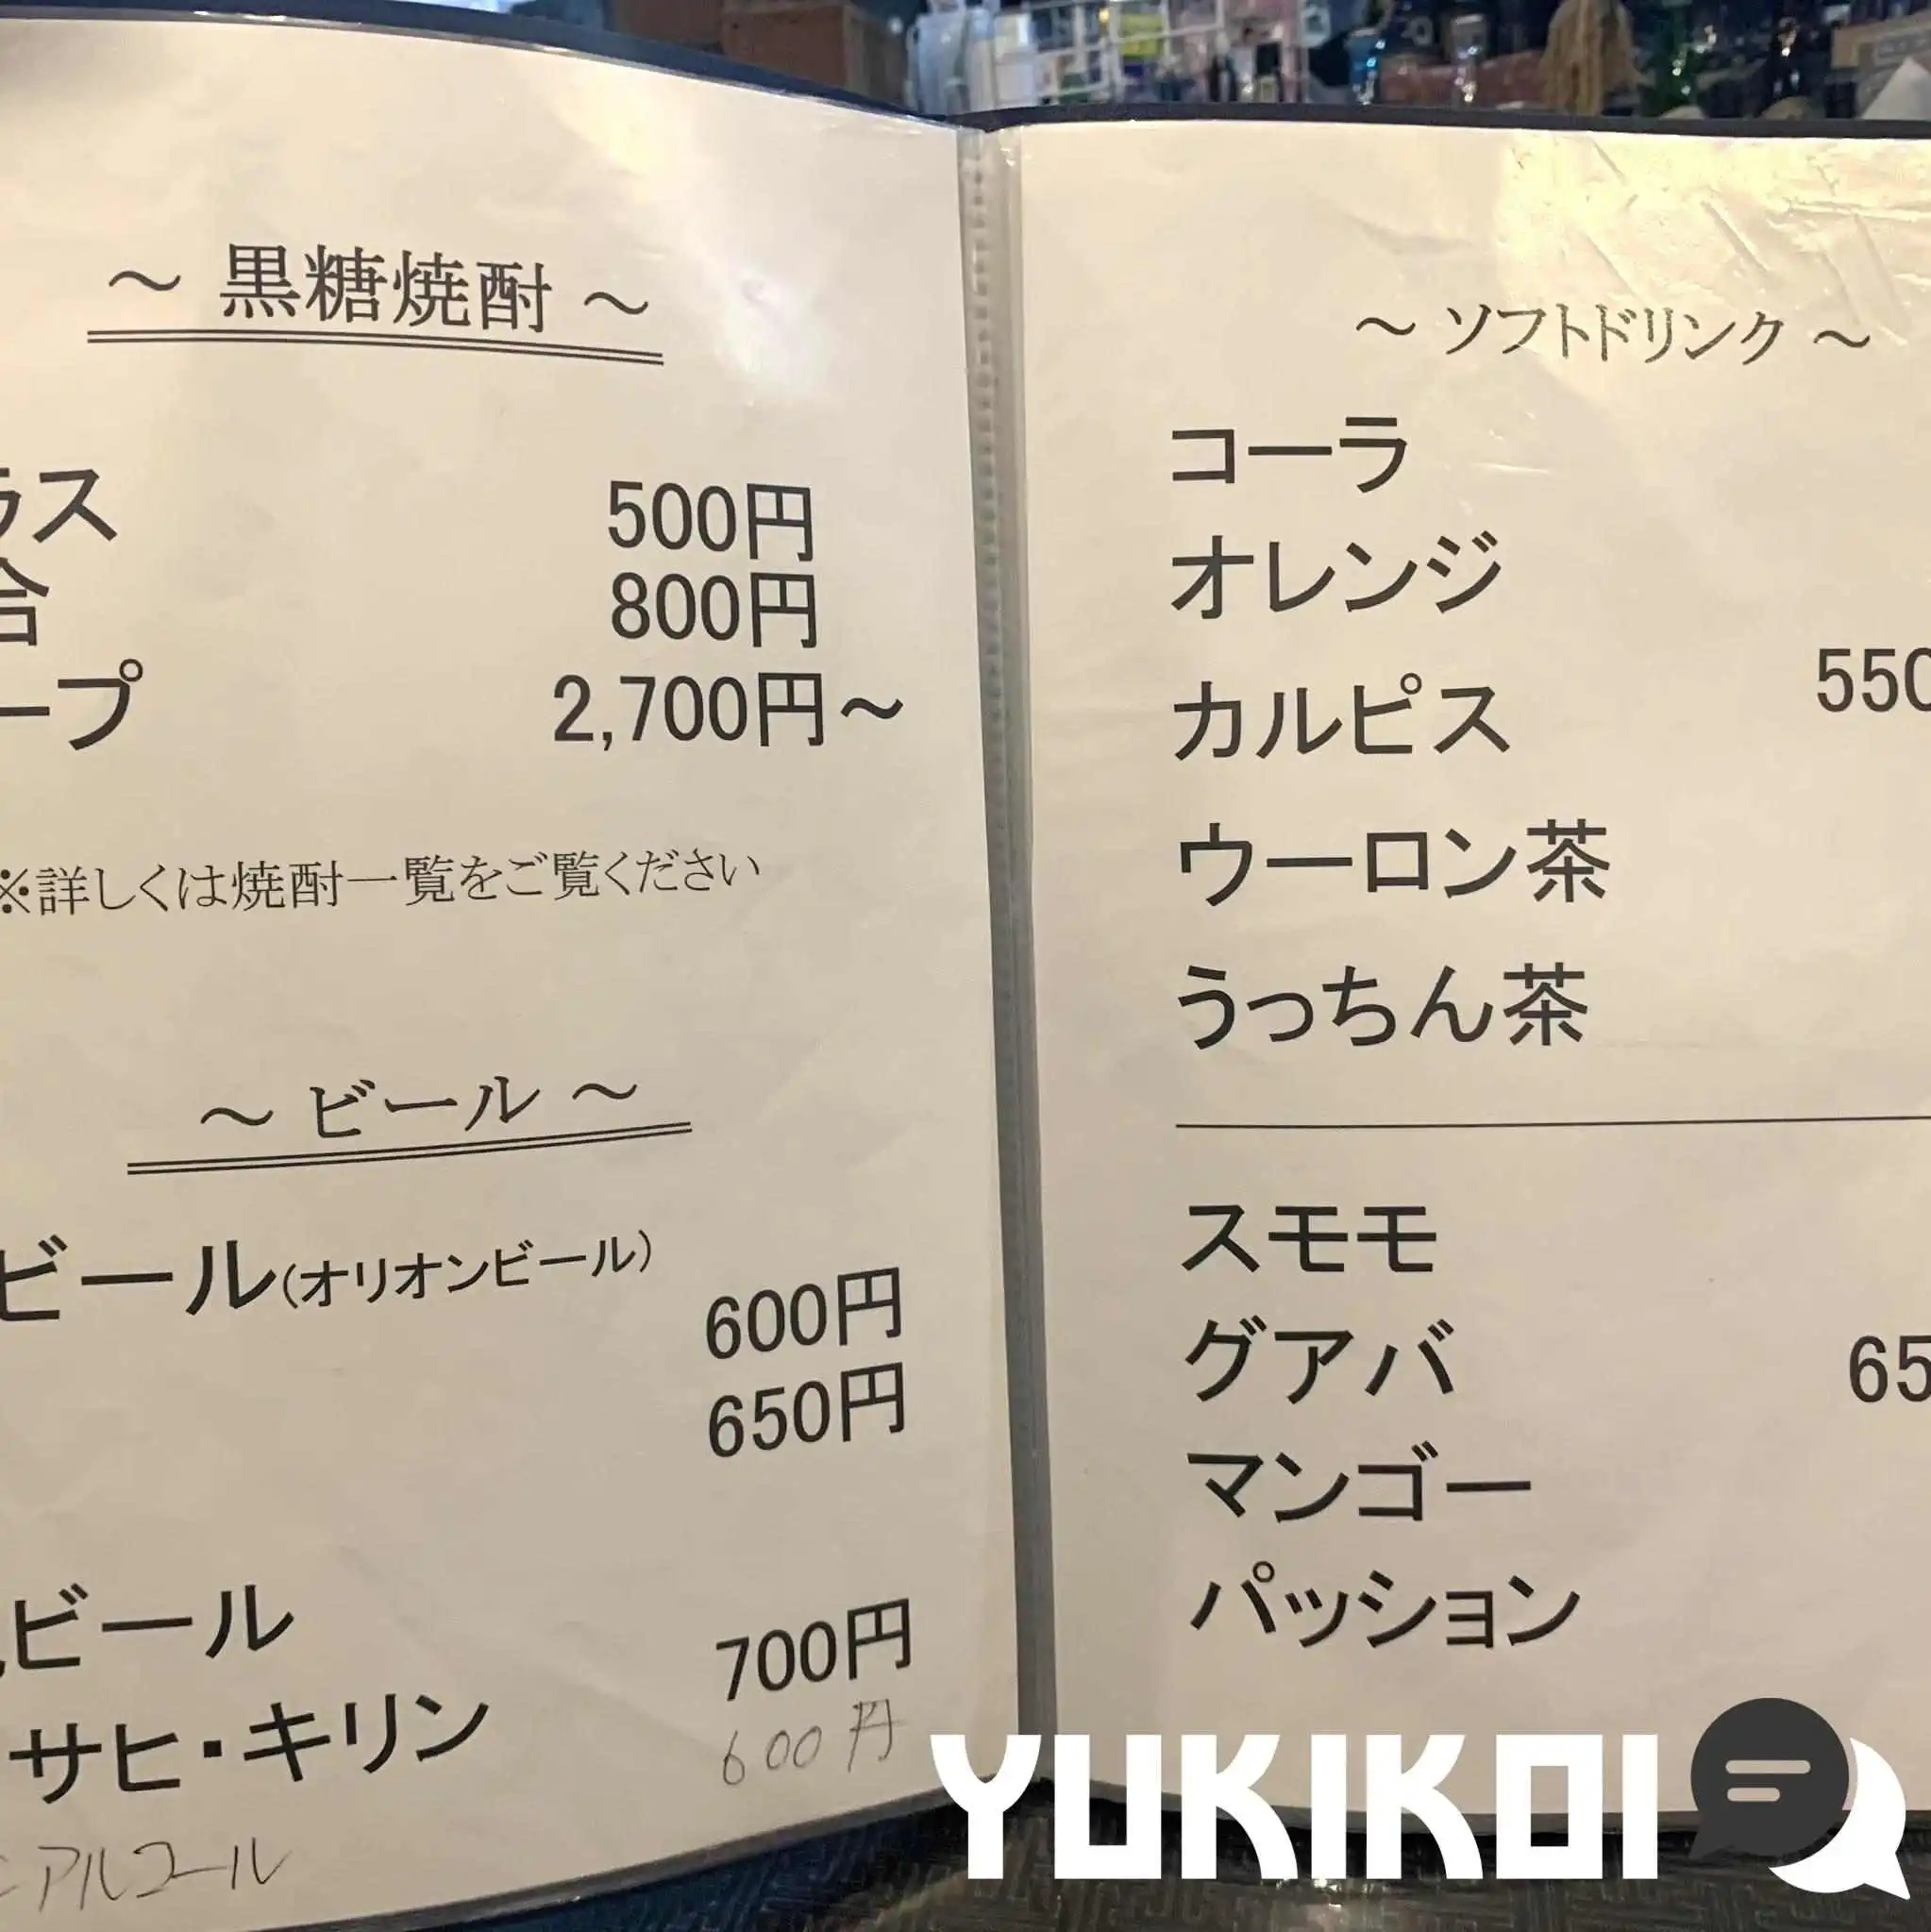 ～ 黒糖焼酎 ～
ラス 500円
合 800円
ープ 2,700円～
※詳しくは焼酎一覧をご覧ください
～ ビール ～
ビール(オリオンビール)
600円
650円
ビール 700円
サヒ・キリン
600円
アルコール
～ ソフトドリンク ～
コーラ
オレンジ
カルピス 550
ウーロン茶
うっちん茶
スモモ
グアバ 65
マンゴー
パッション
YUKIKOI